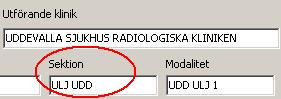 Utförande klinik
UDDEVALLA SJUKHUS RADIOLOGISKA KLINIKEN
Sektion Modalitet
ULJ UDD UDD ULJ 1